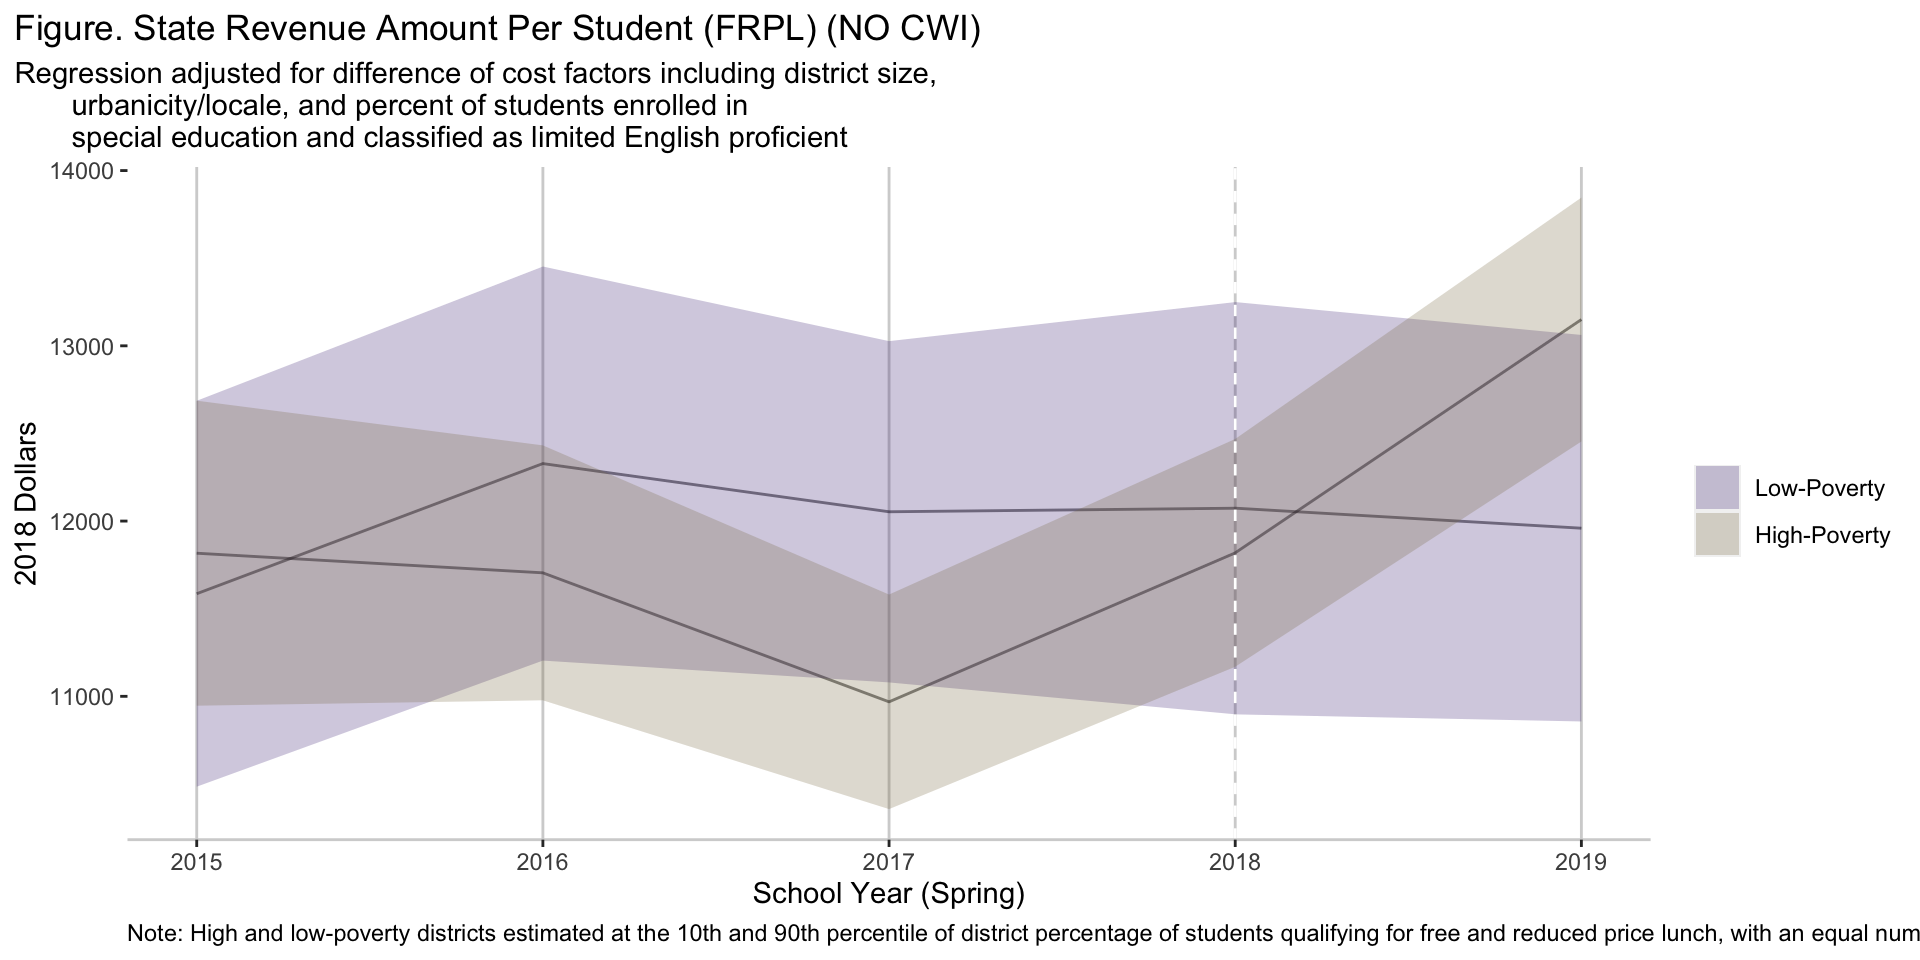 Figure. State Revenue Amount Per Student (FRPL) (NO CWI)
Regression adjusted for difference of cost factors including district size,
urbanicity/locale, and percent of students enrolled in
special education and classified as limited English proficient
14000
13000
12000
11000
2018 Dollars
Low-Poverty
High-Poverty
2015 2016 2017 2018 2019
School Year (Spring)
Note: High and low-poverty districts estimated at the 10th and 90th percentile of district percentage of students qualifying for free and reduced price lunch, with an equal num